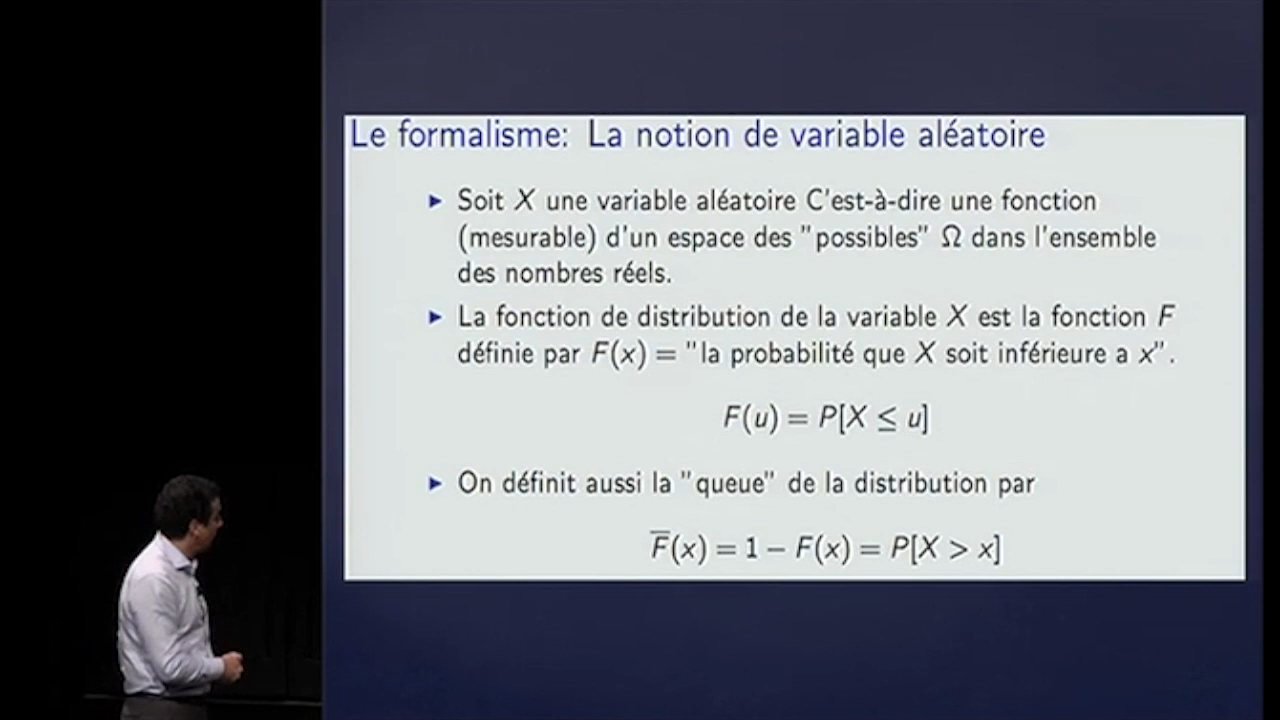 Le formalisme: La notion de variable aléatoire
▶ Soit X une variable aléatoire C'est-à-dire une fonction
(mesurable) d'un espace des "possibles" Ω dans l'ensemble
des nombres réels.
▶ La fonction de distribution de la variable X est la fonction F
définie par F(x) = "la probabilité que X soit inférieure a x".
F(u) = P[X ≤ u]
▶ On définit aussi la "queue" de la distribution par
F̅(x) = 1 − F(x) = P[X > x]